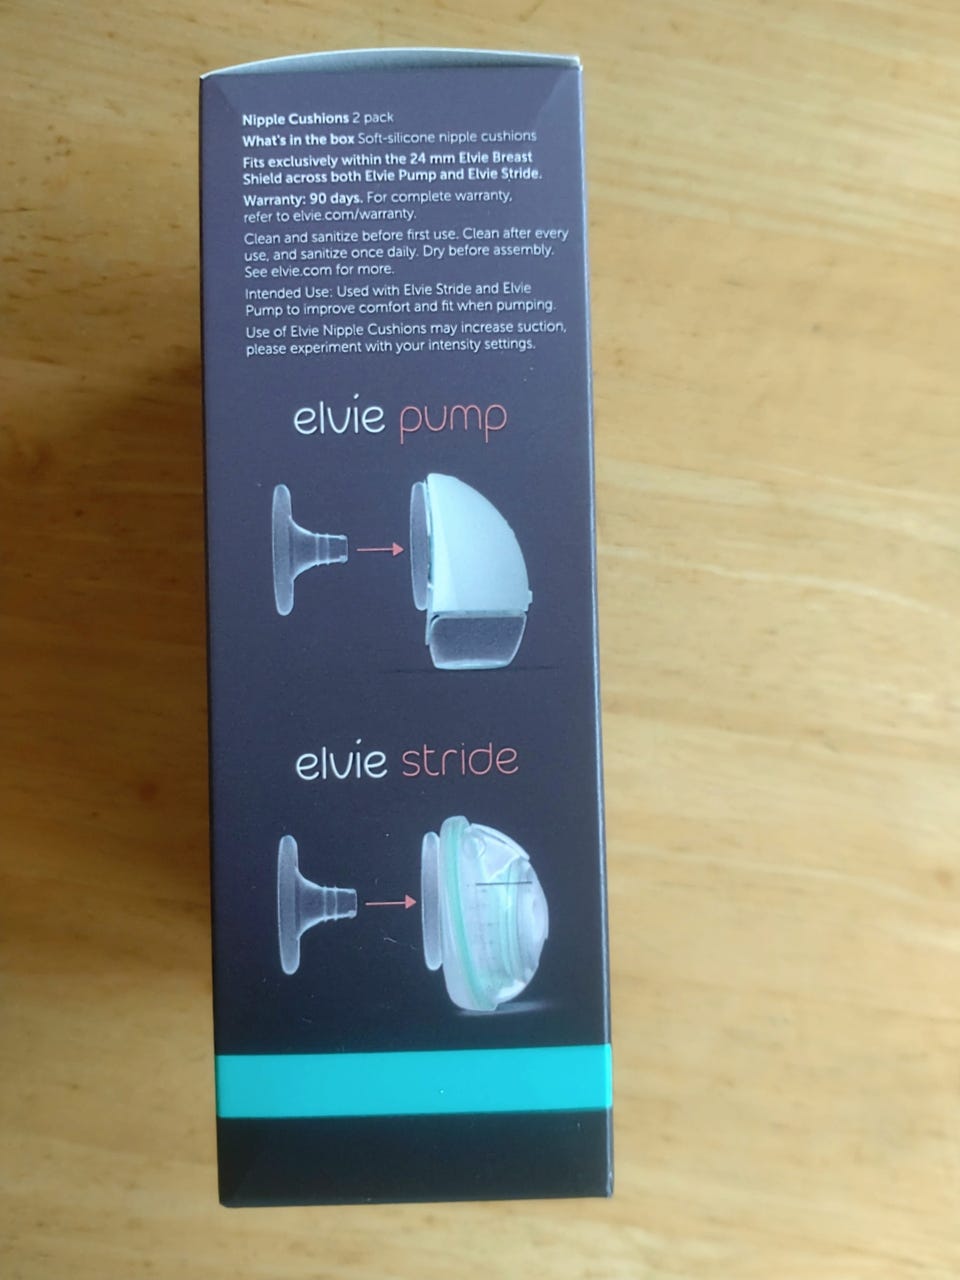 Nipple Cushions 2 pack
What's in the box Soft-silicone nipple cushions
Fits exclusively within the 24 mm Elvie Breast
Shield across both Elvie Pump and Elvie Stride.
Warranty: 90 days. For complete warranty,
refer to elvie.com/warranty.
Clean and sanitize before first use. Clean after every
use, and sanitize once daily. Dry before assembly.
See elvie.com for more.
Intended Use: Used with Elvie Stride and Elvie
Pump to improve comfort and fit when pumping.
Use of Elvie Nipple Cushions may increase suction,
please experiment with your intensity settings.
elvie pump
elvie stride